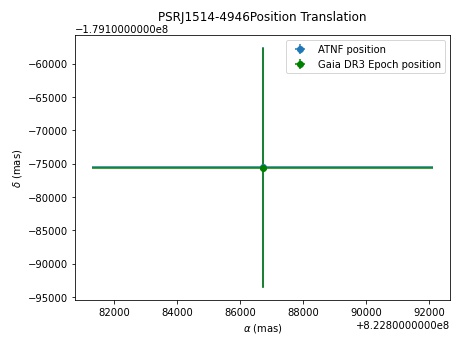 PSRJ1514-4946Position Translation
−1.7910000000e8
ATNF position
Gaia DR3 Epoch position
−60000
−65000
−70000
−75000
−80000
−85000
−90000
−95000
δ (mas)
82000 84000 86000 88000 90000 92000
α (mas)
+8.2280000000e8